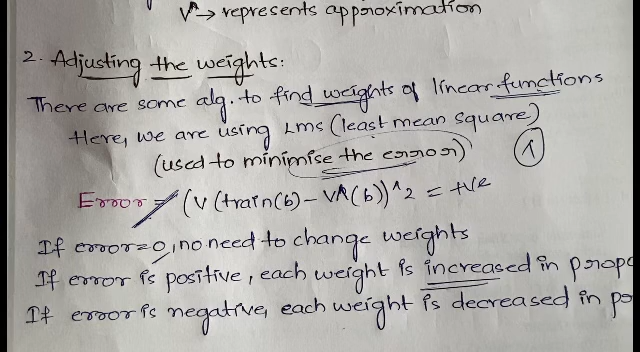 V^→ represents approximation
2. Adjusting the weights:
There are some alg. to find weights of linear functions
Here, we are using LMS (least mean square)
(used to minimise the error) 1
Error = (V(train(b) - V^(b))^2 = +ve
If error=0, no need to change weights
If error is positive, each weight is increased in prop
If error is negative, each weight is decreased in po